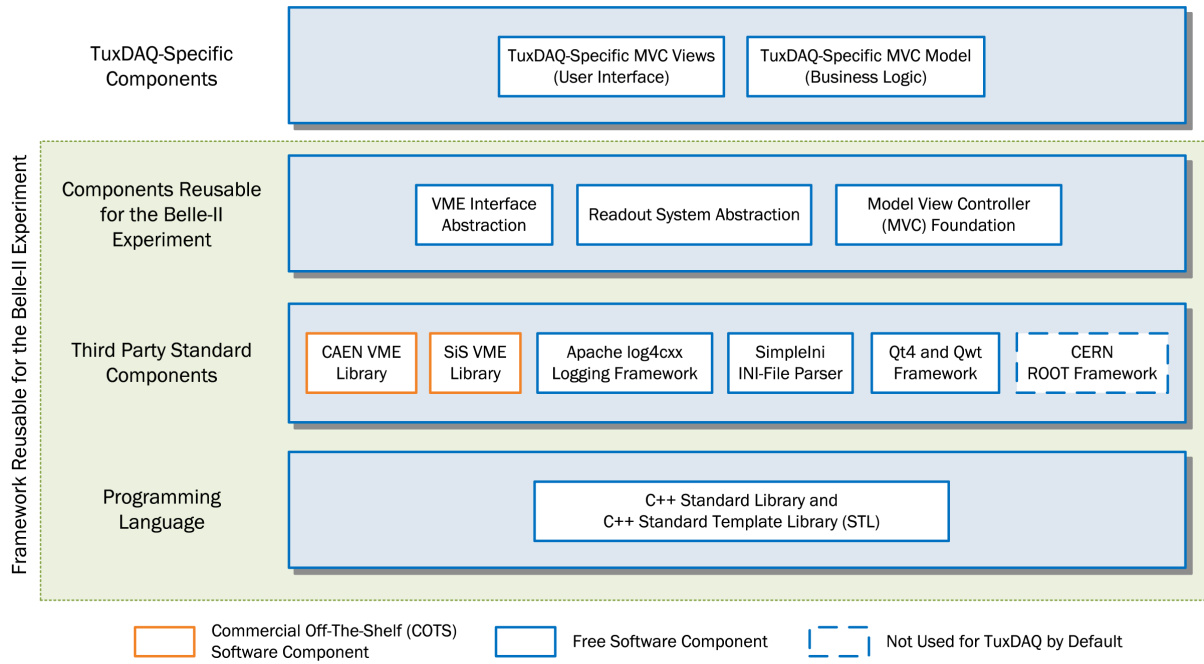 TuxDAQ-Specific
Components
TuxDAQ-Specific MVC Views
(User Interface)
TuxDAQ-Specific MVC Model
(Business Logic)
Framework Reusable for the Belle-II Experiment
Components Reusable
for the Belle-II
Experiment
VME Interface
Abstraction
Readout System Abstraction
Model View Controller
(MVC) Foundation
Third Party Standard
Components
CAEN VME
Library
SiS VME
Library
Apache log4cxx
Logging Framework
SimpleIni
INI-File Parser
Qt4 and Qwt
Framework
CERN
ROOT Framework
Programming
Language
C++ Standard Library and
C++ Standard Template Library (STL)
Commercial Off-The-Shelf (COTS)
Software Component
Free Software Component
Not Used for TuxDAQ by Default